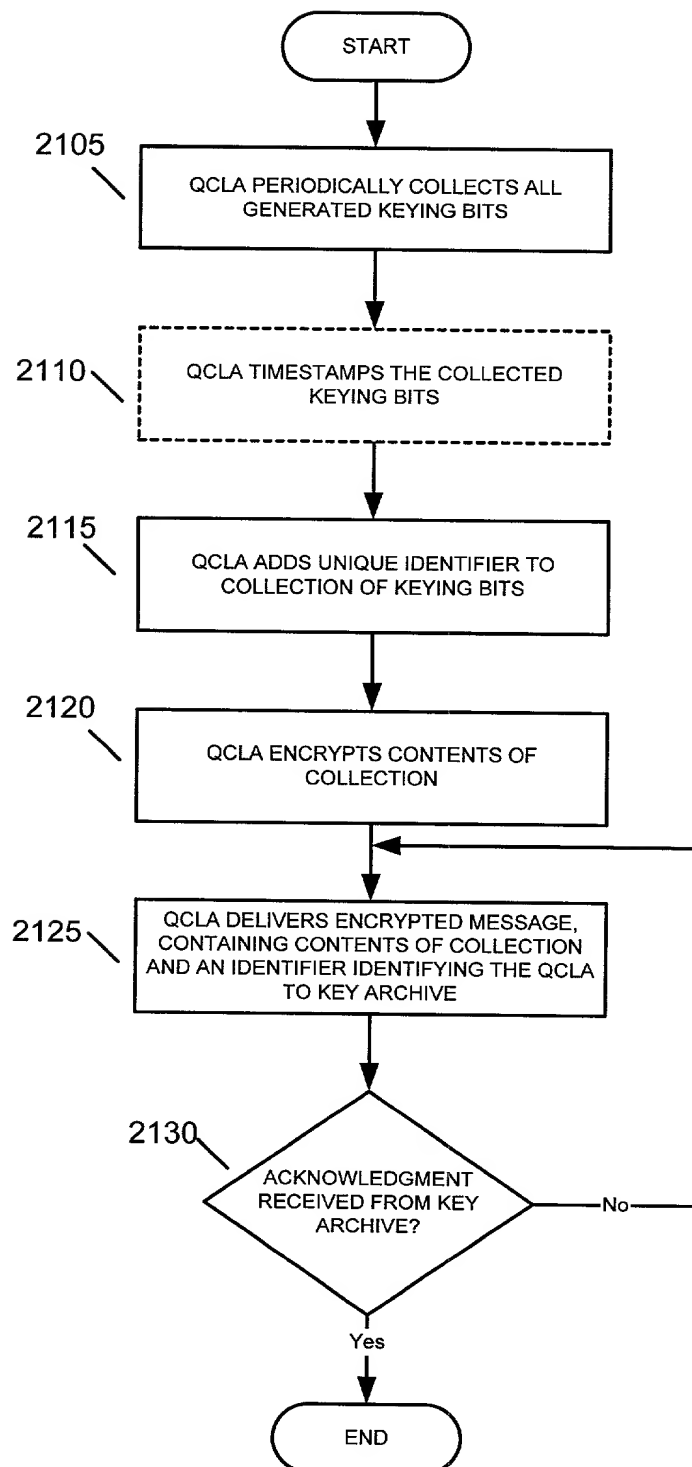 START
2105
QCLA PERIODICALLY COLLECTS ALL
GENERATED KEYING BITS
2110
QCLA TIMESTAMPS THE COLLECTED
KEYING BITS
2115
QCLA ADDS UNIQUE IDENTIFIER TO
COLLECTION OF KEYING BITS
2120
QCLA ENCRYPTS CONTENTS OF
COLLECTION
2125
QCLA DELIVERS ENCRYPTED MESSAGE,
CONTAINING CONTENTS OF COLLECTION
AND AN IDENTIFIER IDENTIFYING THE QCLA
TO KEY ARCHIVE
2130
ACKNOWLEDGMENT
RECEIVED FROM KEY
ARCHIVE?
No
Yes
END